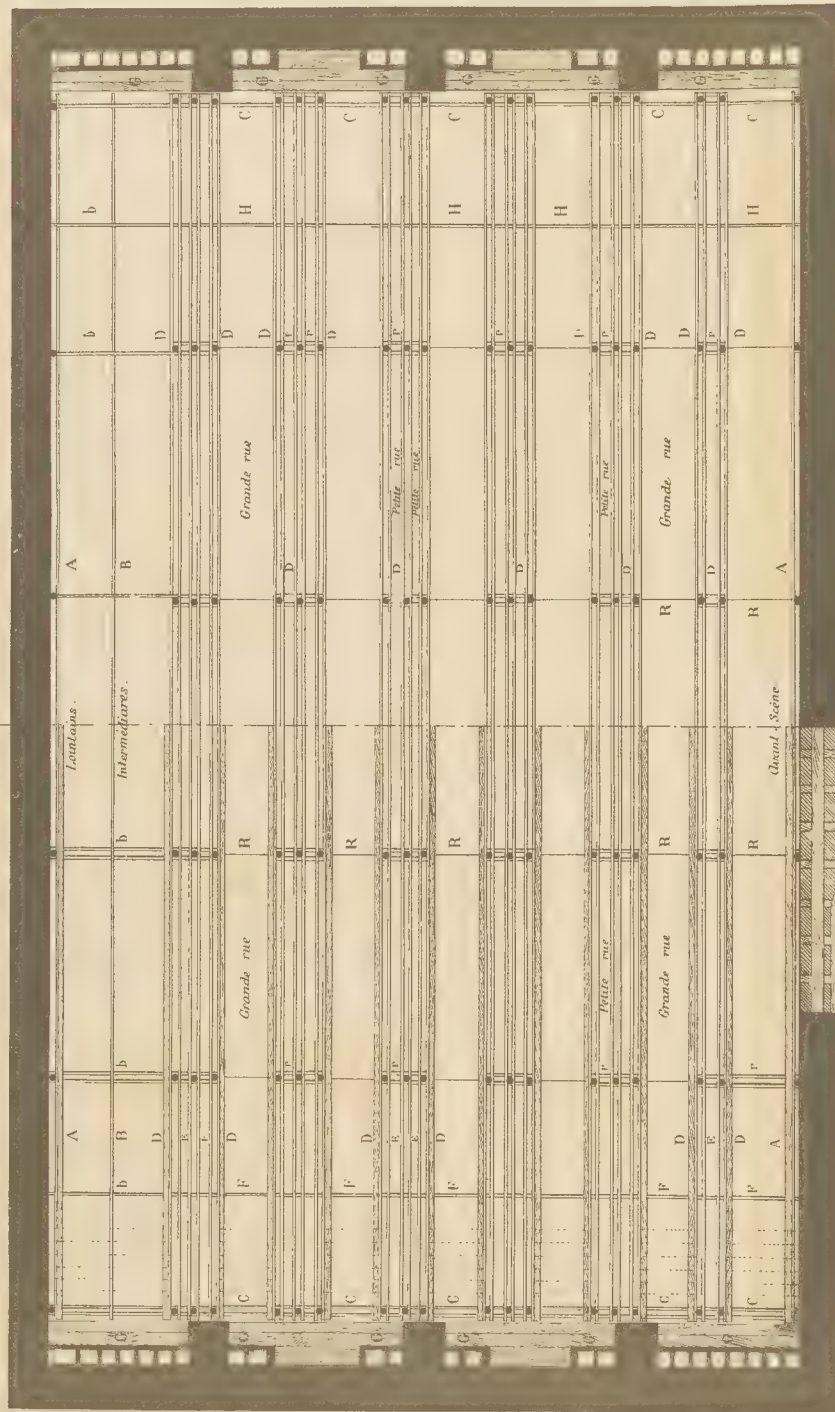 A Lointains. A b b
G b B b b Intermédiaires. B G
D D
E
G C F D Grande rue R Grande rue D H C G
D
r D r
r
C F R D C
D
G E r D Petite rue r G
E Petite rue
G C F D R C H G
D r
H
G r Petite rue Petite rue r G
D
C F Grande rue R R Grande rue D C
D D
G E D r G
C F D r R R D H C
A Avant-Scène A